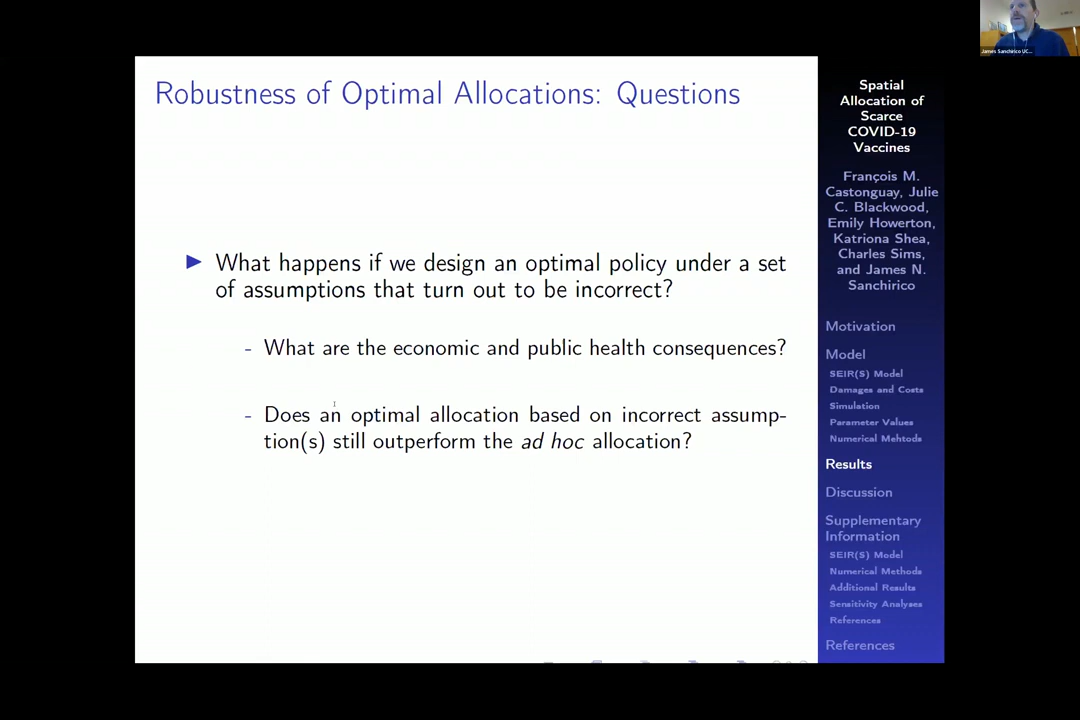 James Sanchirico UC...
Robustness of Optimal Allocations: Questions
What happens if we design an optimal policy under a set
of assumptions that turn out to be incorrect?
- What are the economic and public health consequences?
- Does an optimal allocation based on incorrect assump-
tion(s) still outperform the ad hoc allocation?
Spatial
Allocation of
Scarce
COVID-19
Vaccines
François M.
Castonguay, Julie
C. Blackwood,
Emily Howerton,
Katriona Shea,
Charles Sims,
and James N.
Sanchirico
Motivation
Model
SEIR(S) Model
Damages and Costs
Simulation
Parameter Values
Numerical Mehtods
Results
Discussion
Supplementary
Information
SEIR(S) Model
Numerical Methods
Additional Results
Sensitivity Analyses
References
References